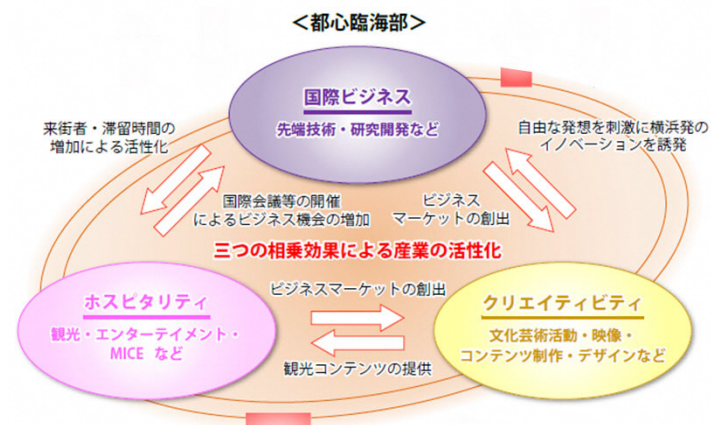 ＜都心臨海部＞
国際ビジネス
先端技術・研究開発など
来街者・滞留時間の
増加による活性化
自由な発想を刺激に横浜発の
イノベーションを誘発
国際会議等の開催
によるビジネス機会の増加
ビジネス
マーケットの創出
三つの相乗効果による産業の活性化
ホスピタリティ
観光・エンターテイメント・
MICE など
ビジネスマーケットの創出
観光コンテンツの提供
クリエイティビティ
文化芸術活動・映像・
コンテンツ制作・デザインなど